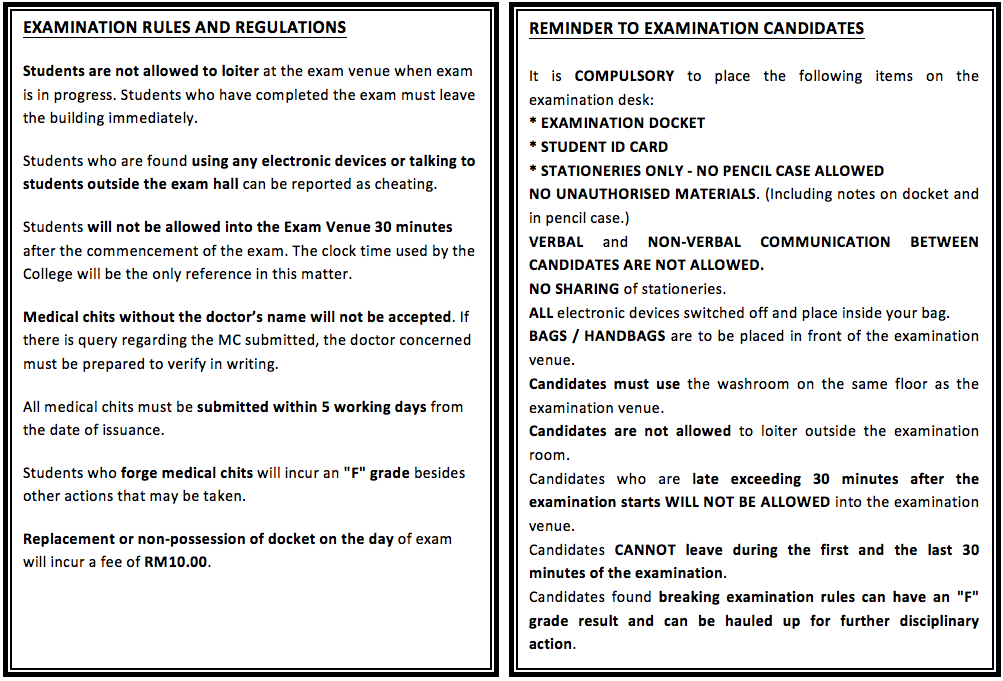 EXAMINATION RULES AND REGULATIONS
Students are not allowed to loiter at the exam venue when exam
is in progress. Students who have completed the exam must leave
the building immediately.
Students who are found using any electronic devices or talking to
students outside the exam hall can be reported as cheating.
Students will not be allowed into the Exam Venue 30 minutes
after the commencement of the exam. The clock time used by the
College will be the only reference in this matter.
Medical chits without the doctor’s name will not be accepted. If
there is query regarding the MC submitted, the doctor concerned
must be prepared to verify in writing.
All medical chits must be submitted within 5 working days from
the date of issuance.
Students who forge medical chits will incur an "F" grade besides
other actions that may be taken.
Replacement or non-possession of docket on the day of exam
will incur a fee of RM10.00.
REMINDER TO EXAMINATION CANDIDATES
It is COMPULSORY to place the following items on the
examination desk:
* EXAMINATION DOCKET
* STUDENT ID CARD
* STATIONERIES ONLY - NO PENCIL CASE ALLOWED
NO UNAUTHORISED MATERIALS. (Including notes on docket and
in pencil case.)
VERBAL and NON-VERBAL COMMUNICATION BETWEEN
CANDIDATES ARE NOT ALLOWED.
NO SHARING of stationeries.
ALL electronic devices switched off and place inside your bag.
BAGS / HANDBAGS are to be placed in front of the examination
venue.
Candidates must use the washroom on the same floor as the
examination venue.
Candidates are not allowed to loiter outside the examination
room.
Candidates who are late exceeding 30 minutes after the
examination starts WILL NOT BE ALLOWED into the examination
venue.
Candidates CANNOT leave during the first and the last 30
minutes of the examination.
Candidates found breaking examination rules can have an "F"
grade result and can be hauled up for further disciplinary
action.